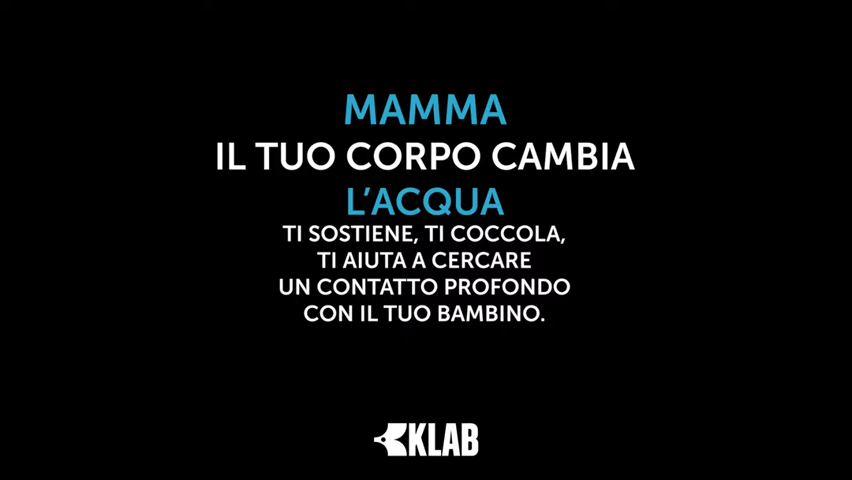 MAMMA
IL TUO CORPO CAMBIA
L'ACQUA
TI SOSTIENE, TI COCCOLA,
TI AIUTA A CERCARE
UN CONTATTO PROFONDO
CON IL TUO BAMBINO.
KLAB